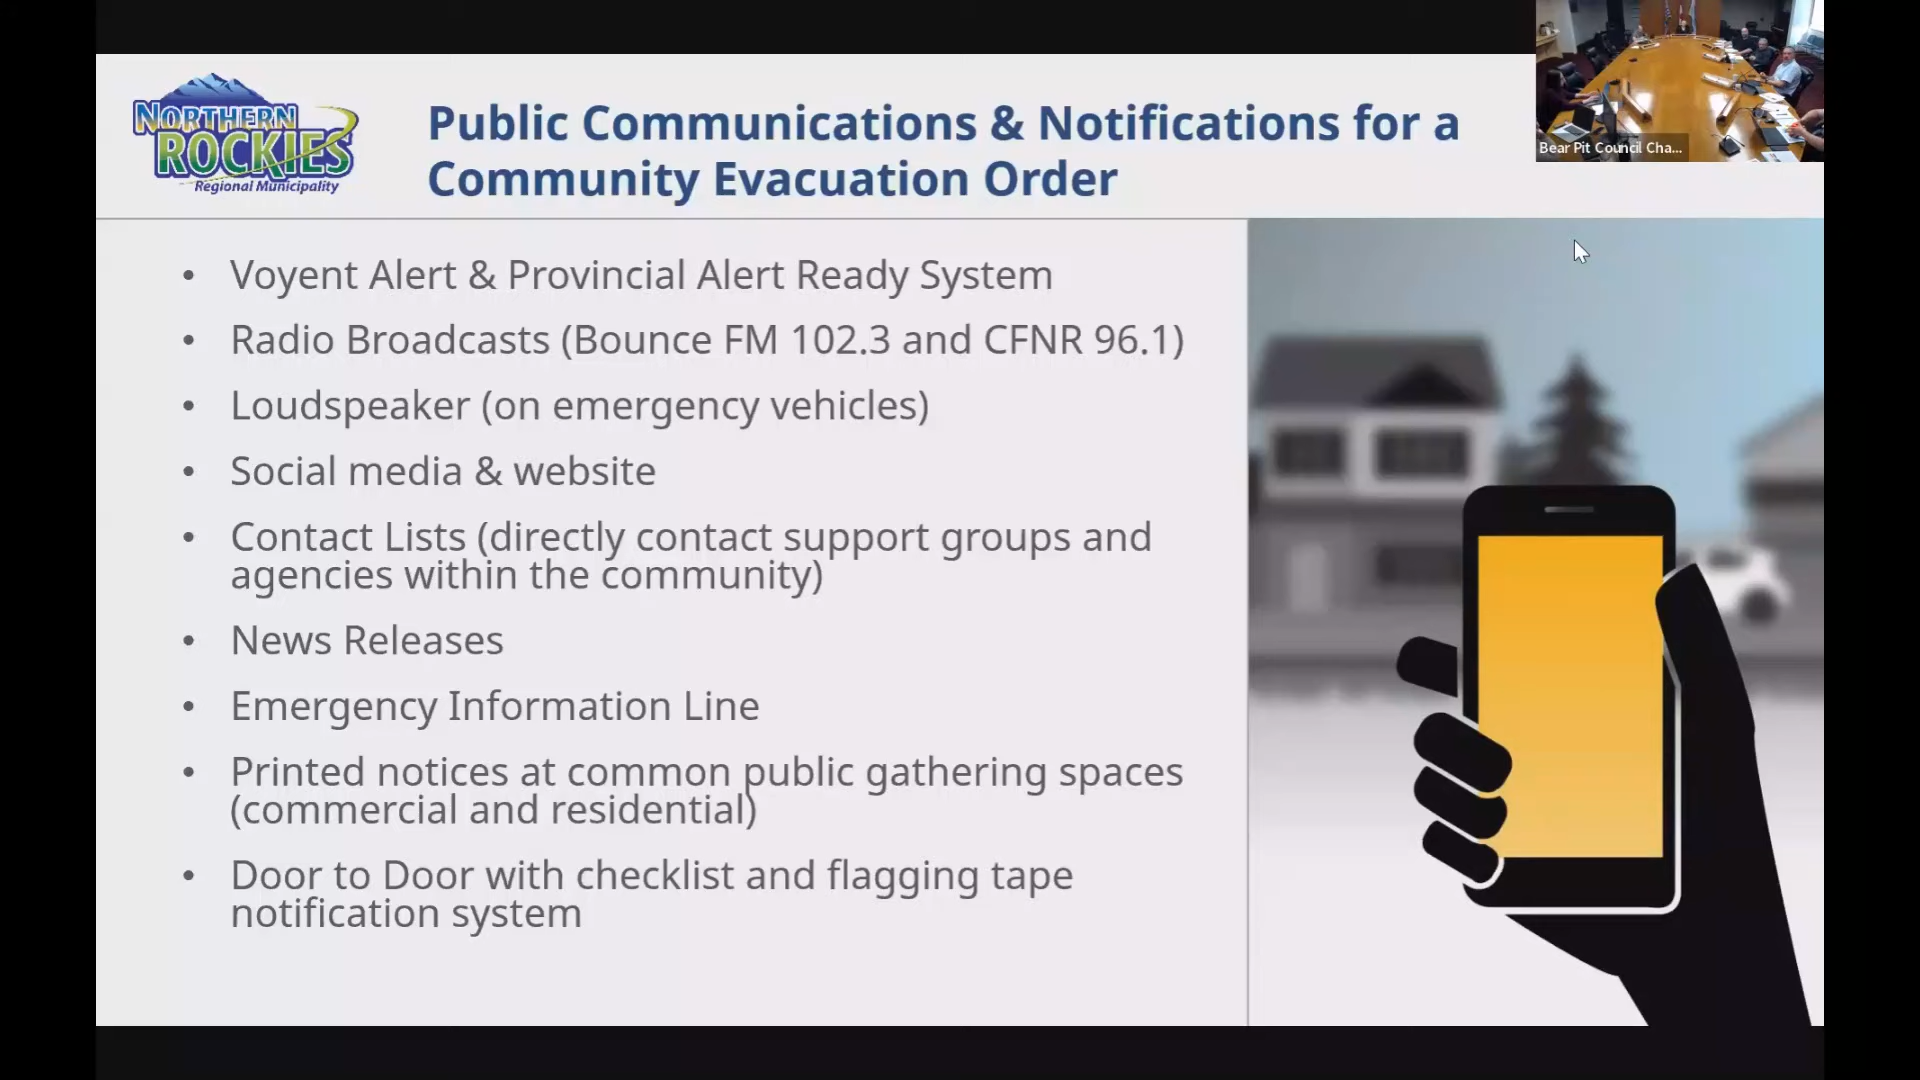 NORTHERN
ROCKIES
Regional Municipality
Public Communications & Notifications for a
Community Evacuation Order
Bear Pit Council Cha...
• Voyent Alert & Provincial Alert Ready System
• Radio Broadcasts (Bounce FM 102.3 and CFNR 96.1)
• Loudspeaker (on emergency vehicles)
• Social media & website
• Contact Lists (directly contact support groups and
agencies within the community)
• News Releases
• Emergency Information Line
• Printed notices at common public gathering spaces
(commercial and residential)
• Door to Door with checklist and flagging tape
notification system